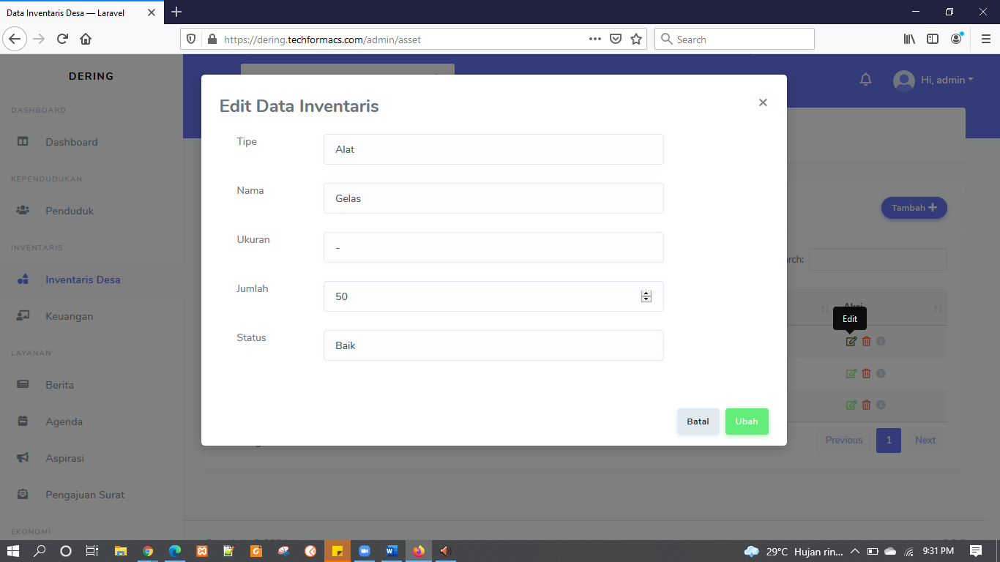 Data Inventaris Desa — Laravel
https://dering.techformacs.com/admin/asset
Search
DERING
Hi, admin
DASHBOARD
Dashboard
KEPENDUDUKAN
Penduduk
INVENTARIS
Inventaris Desa
Keuangan
LAYANAN
Berita
Agenda
Aspirasi
Pengajuan Surat
EKONOMI
Edit Data Inventaris
×
Tipe
Alat
Nama
Gelas
Ukuran
-
Jumlah
50
Status
Baik
Batal
Ubah
Tambah
Aksi
Edit
Previous
1
Next
29°C Hujan rin...
9:31 PM